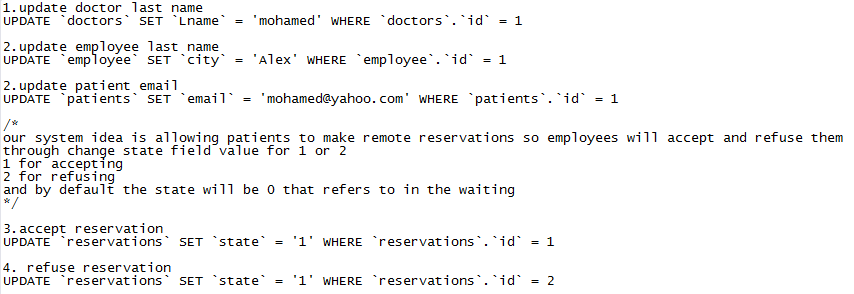 1.update doctor last name
UPDATE `doctors` SET `Lname` = 'mohamed' WHERE `doctors`.`id` = 1
2.update employee last name
UPDATE `employee` SET `city` = 'Alex' WHERE `employee`.`id` = 1
2.update patient email
UPDATE `patients` SET `email` = 'mohamed@yahoo.com' WHERE `patients`.`id` = 1
/*
our system idea is allowing patients to make remote reservations so employees will accept and refuse them
through change state field value for 1 or 2
1 for accepting
2 for refusing
and by default the state will be 0 that refers to in the waiting
*/
3.accept reservation
UPDATE `reservations` SET `state` = '1' WHERE `reservations`.`id` = 1
4. refuse reservation
UPDATE `reservations` SET `state` = '1' WHERE `reservations`.`id` = 2